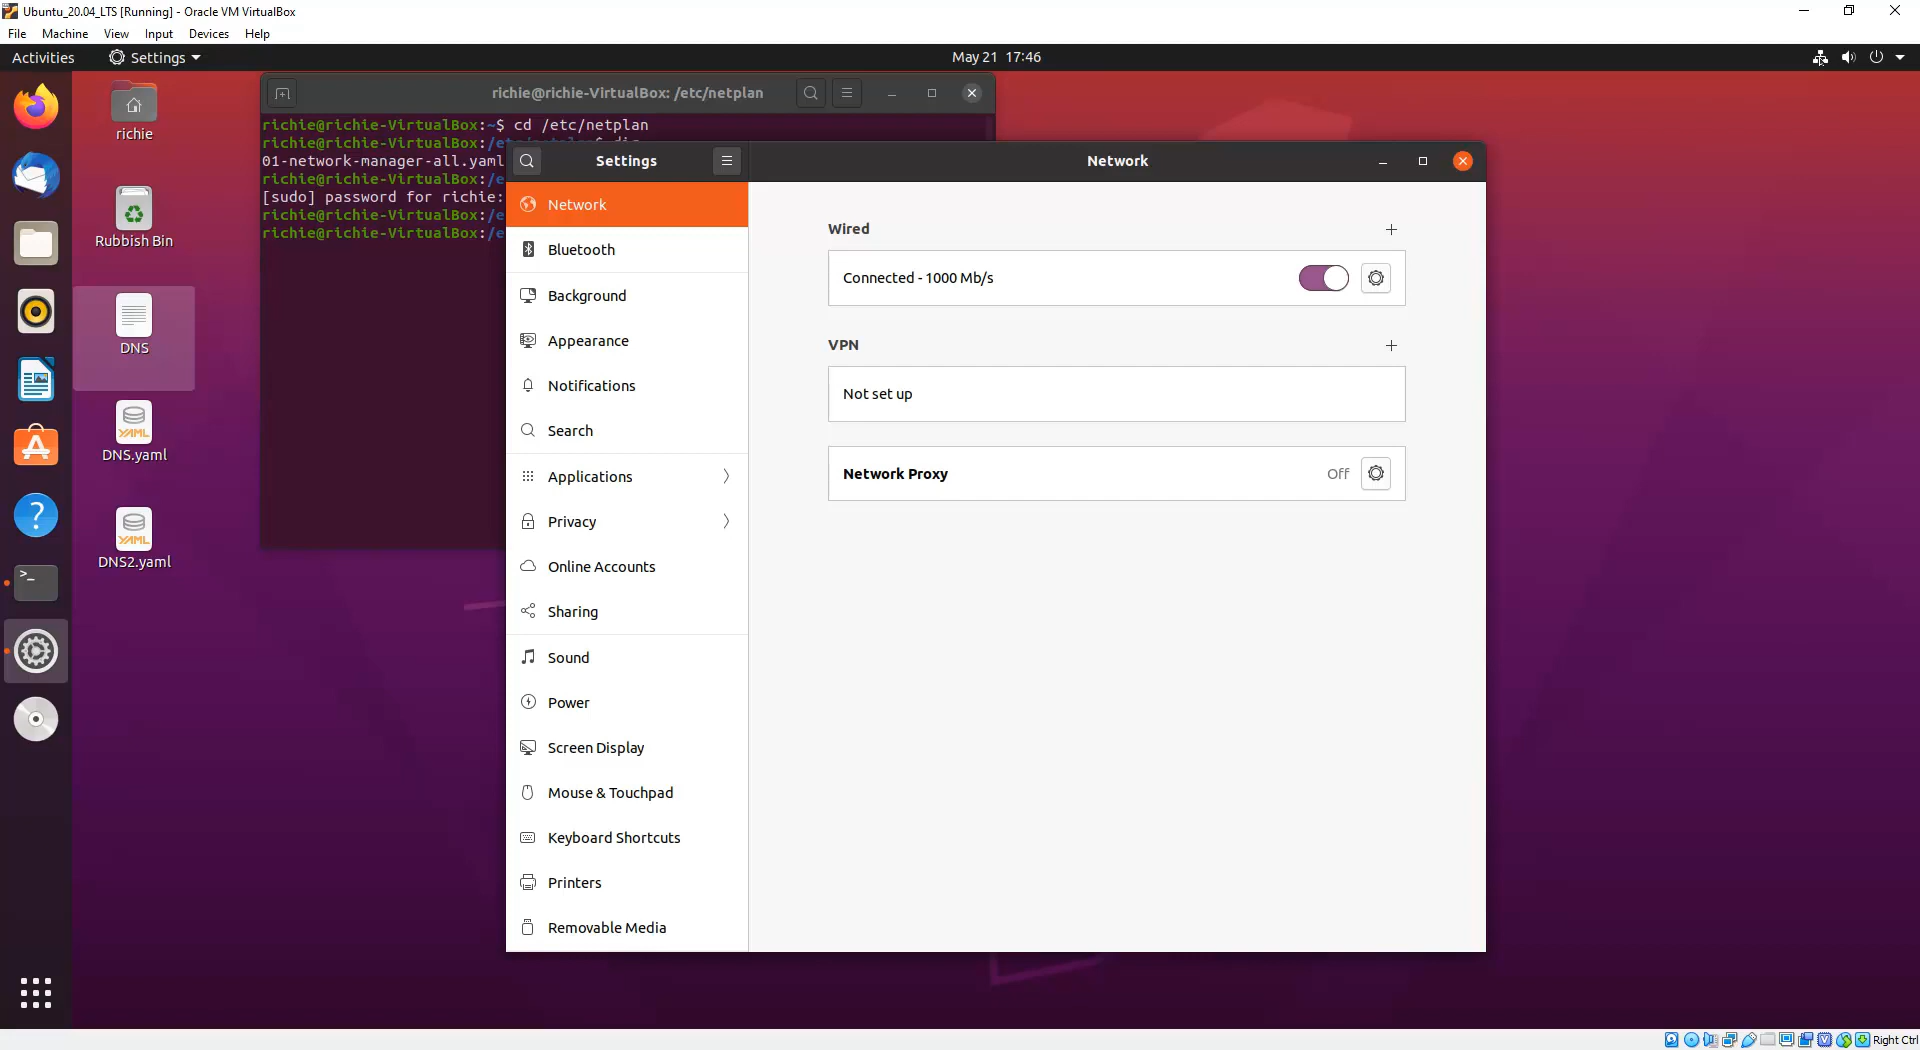 Ubuntu_20.04_LTS [Running] - Oracle VM VirtualBox
File Machine View Input Devices Help
Activities Settings May 21 17:46
richie
Rubbish Bin
DNS
YAML
DNS.yaml
YAML
DNS2.yaml
richie@richie-VirtualBox: /etc/netplan
richie@richie-VirtualBox:~$ cd /etc/netplan
richie@richie-VirtualBox:/etc/netplan$ dir
01-network-manager-all.yaml
richie@richie-VirtualBox:/e
[sudo] password for richie:
richie@richie-VirtualBox:/e
richie@richie-VirtualBox:/e
Settings
Network
Bluetooth
Background
Appearance
Notifications
Search
Applications
Privacy
Online Accounts
Sharing
Sound
Power
Screen Display
Mouse & Touchpad
Keyboard Shortcuts
Printers
Removable Media
Network
Wired
Connected - 1000 Mb/s
VPN
Not set up
Network Proxy Off
Right Ctrl